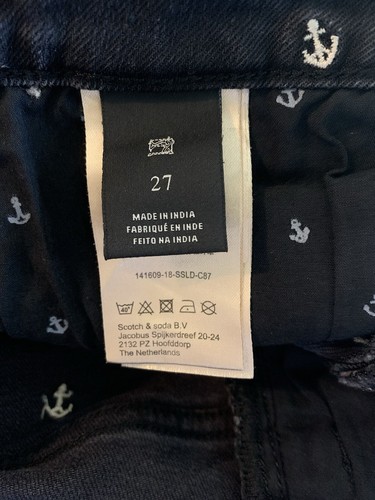 27
MADE IN INDIA
FABRIQUÉ EN INDE
FEITO NA INDIA
141609-18-SSLD-C87
40°
Scotch & soda B.V
Jacobus Spijkerdreef 20-24
2132 PZ Hoofddorp
The Netherlands